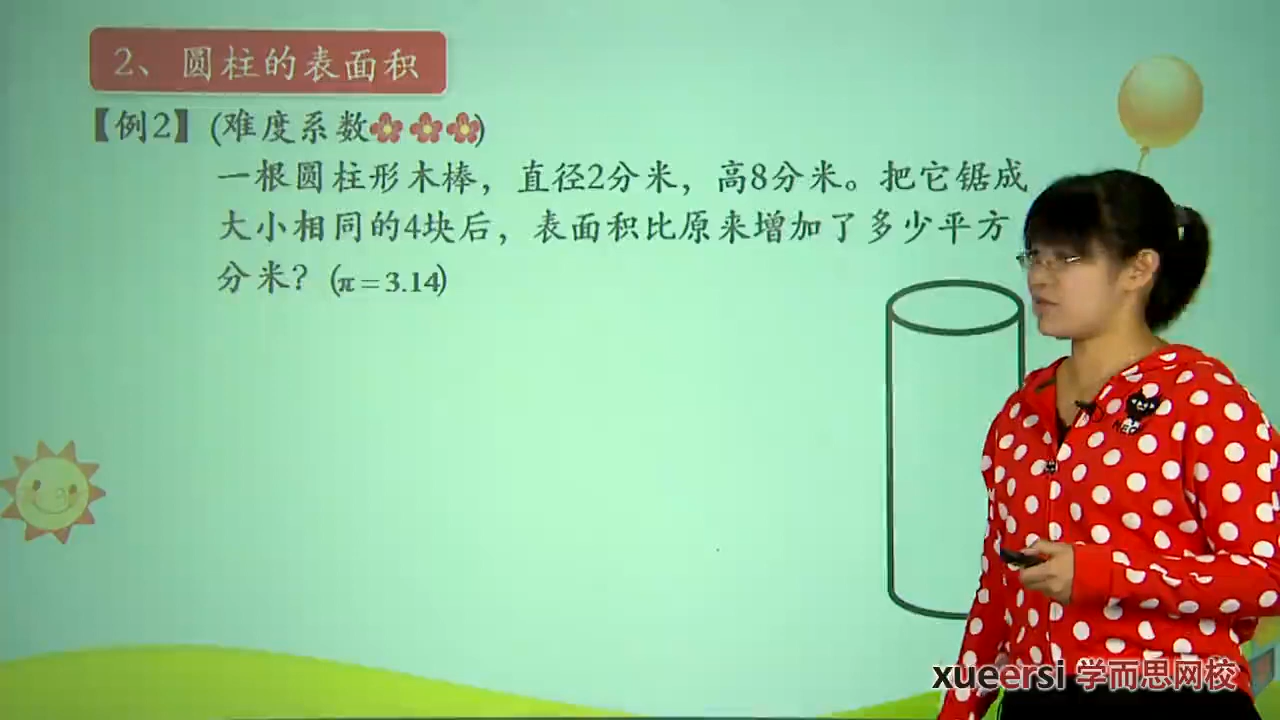 2、圆柱的表面积
【例2】(难度系数)
一根圆柱形木棒，直径2分米，高8分米。把它锯成
大小相同的4块后，表面积比原来增加了多少平方
分米？(π=3.14)
NEO
xueersi 学而思网校